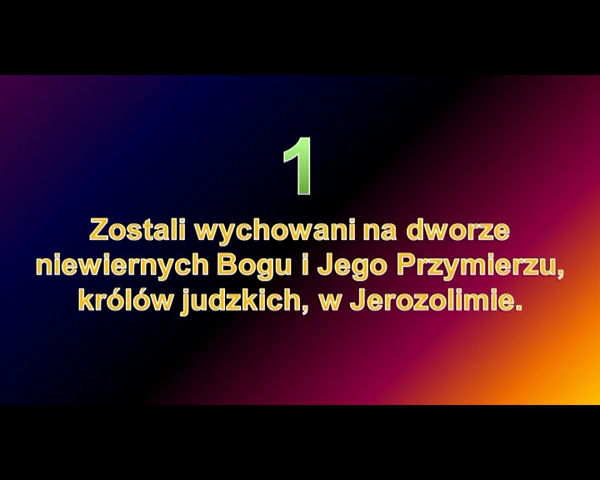 1
Zostali wychowani na dworze
niewiernych Bogu i Jego Przymierzu,
królów judzkich, w Jerozolimie.